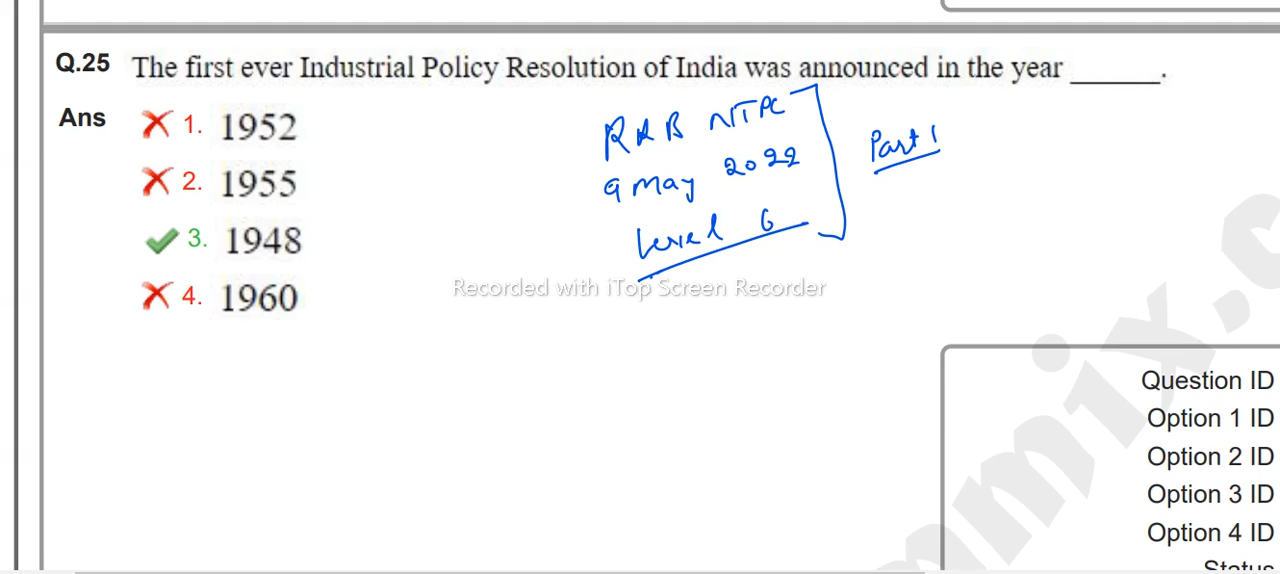 Q.25 The first ever Industrial Policy Resolution of India was announced in the year ______.
Ans 1. 1952
2. 1955
3. 1948
4. 1960
RRB NTPC
9 May 2022
Level 6
Part 1
Recorded with iTop Screen Recorder
Question ID
Option 1 ID
Option 2 ID
Option 3 ID
Option 4 ID
Status